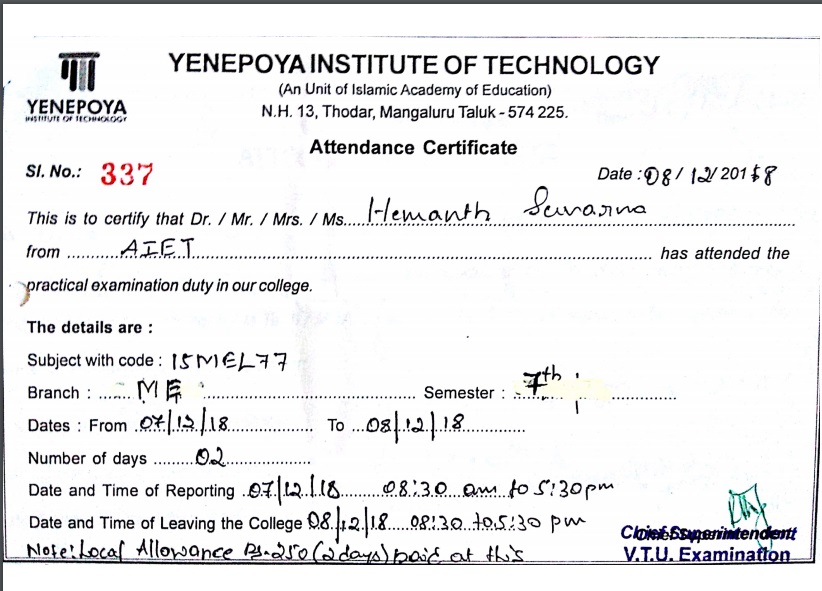 YENEPOYA INSTITUTE OF TECHNOLOGY
(An Unit of Islamic Academy of Education)
N.H. 13, Thodar, Mangaluru Taluk - 574 225.
YENEPOYA
INSTITUTE OF TECHNOLOGY
Attendance Certificate
Sl. No.: 337
Date : 08/12/2018
This is to certify that Dr. / Mr. / Mrs. / Ms. Hemanth Suvarna
from AIET has attended the
practical examination duty in our college.
The details are :
Subject with code : 15MEL77
Branch : ME Semester : 7th
Dates : From 07/12/18 To 08/12/18
Number of days 02
Date and Time of Reporting 07/12/18 08:30 am to 5:30pm
Date and Time of Leaving the College 08/12/18 08:30 to 5:30 pm
Note: Local Allowance Rs. 250 (2 days) paid at this
Chief Superintendent
V.T.U. Examination